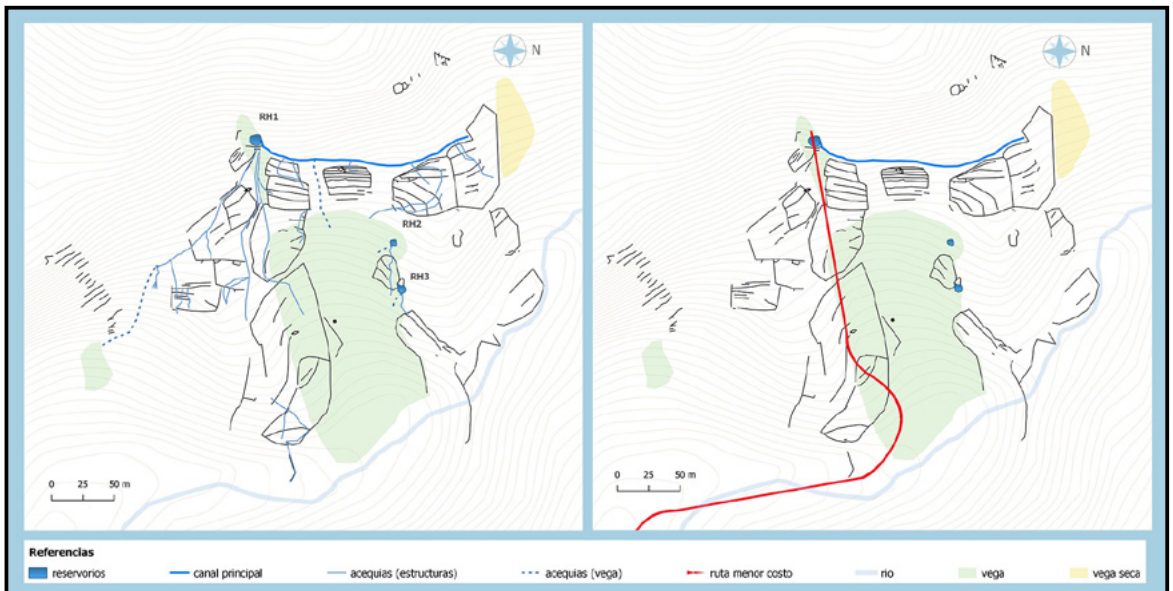 N
RH1
RH2
RH3
0 25 50 m
N
0 25 50 m
Referencias
reservorios canal principal acequias (estructuras) acequias (vega) ruta menor costo rio vega vega seca